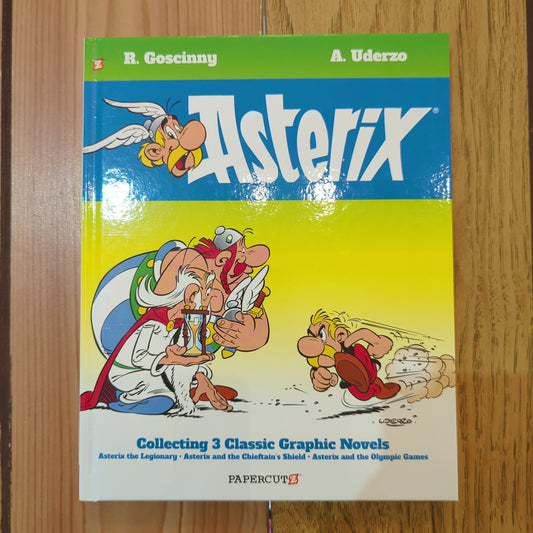 R. Goscinny A. Uderzo
Asterix®
UDERZO
Collecting 3 Classic Graphic Novels
Asterix the Legionary • Asterix and the Chieftain's Shield • Asterix and the Olympic Games
PAPERCUTZ